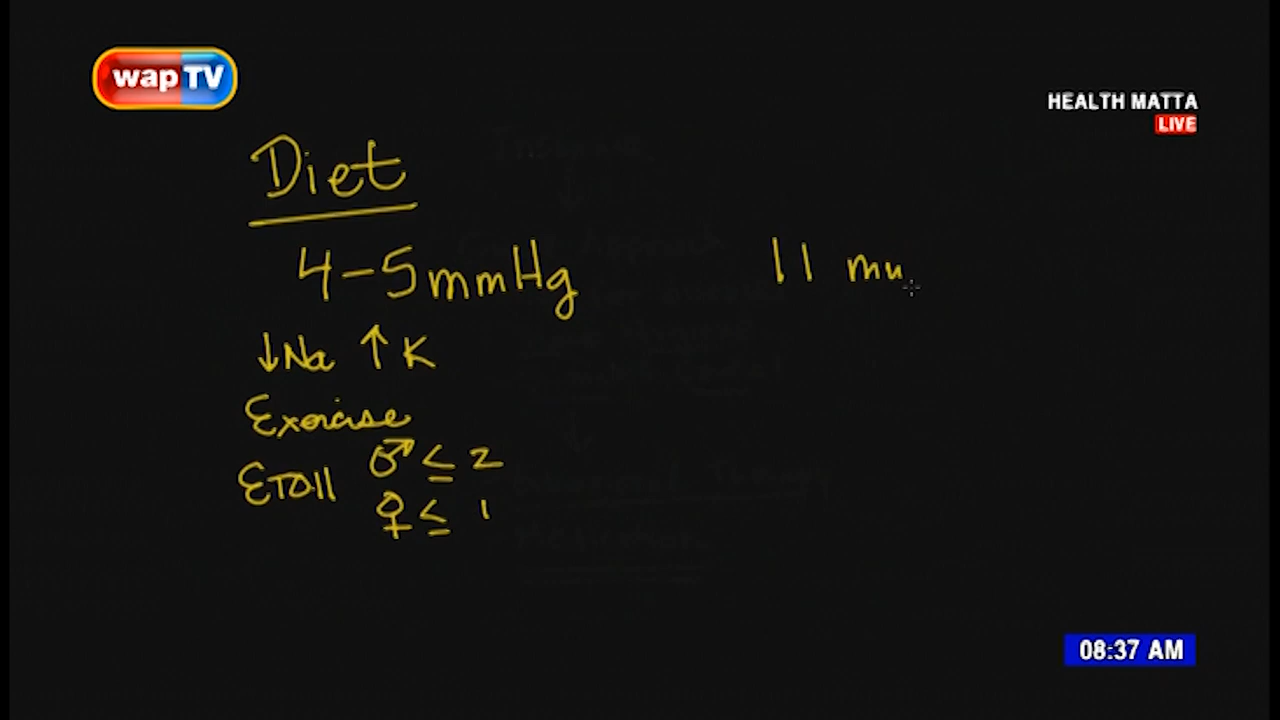 wapTV
HEALTH MATTA
LIVE
Diet
4-5mmHg
11 mm
↓Na ↑K
Exercise
ETOH ♂ ≤ 2
♀ ≤ 1
08:37 AM